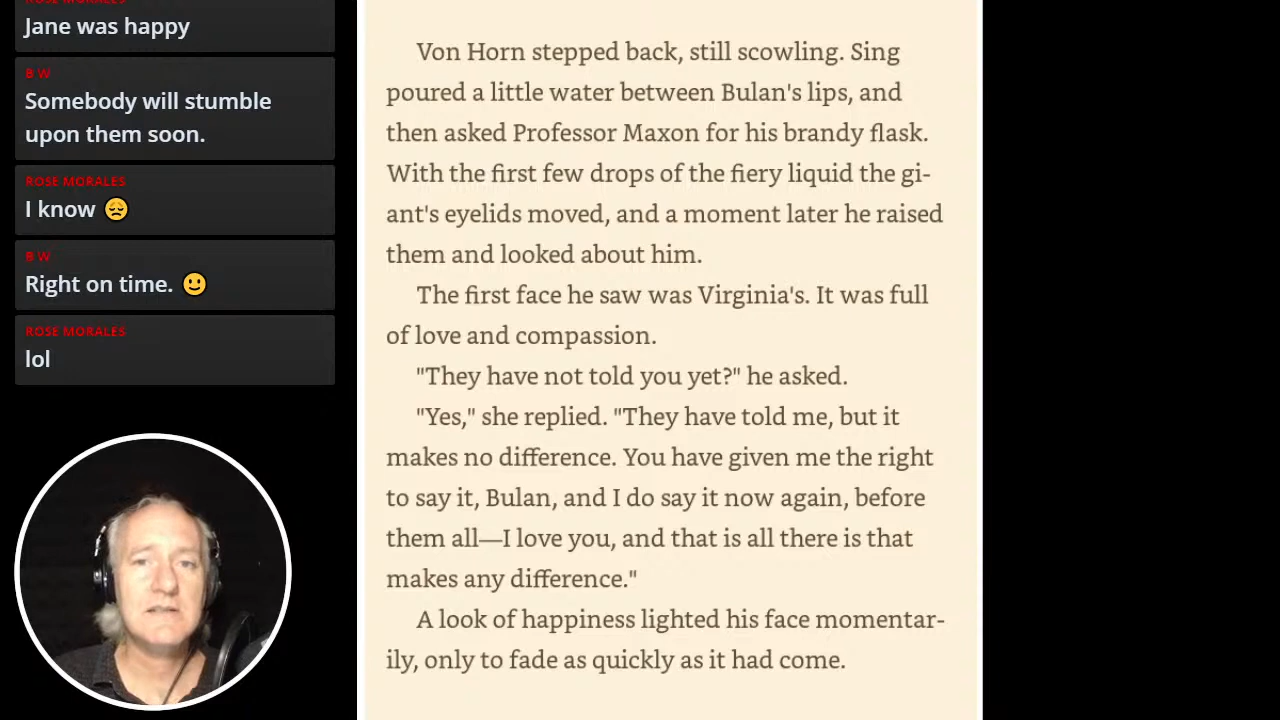 Jane was happy
B W
Somebody will stumble
upon them soon.
ROSE MORALES
I know 😔
B W
Right on time. 🙂
ROSE MORALES
lol
Von Horn stepped back, still scowling. Sing
poured a little water between Bulan's lips, and
then asked Professor Maxon for his brandy flask.
With the first few drops of the fiery liquid the gi-
ant's eyelids moved, and a moment later he raised
them and looked about him.
The first face he saw was Virginia's. It was full
of love and compassion.
"They have not told you yet?" he asked.
"Yes," she replied. "They have told me, but it
makes no difference. You have given me the right
to say it, Bulan, and I do say it now again, before
them all—I love you, and that is all there is that
makes any difference."
A look of happiness lighted his face momentar-
ily, only to fade as quickly as it had come.